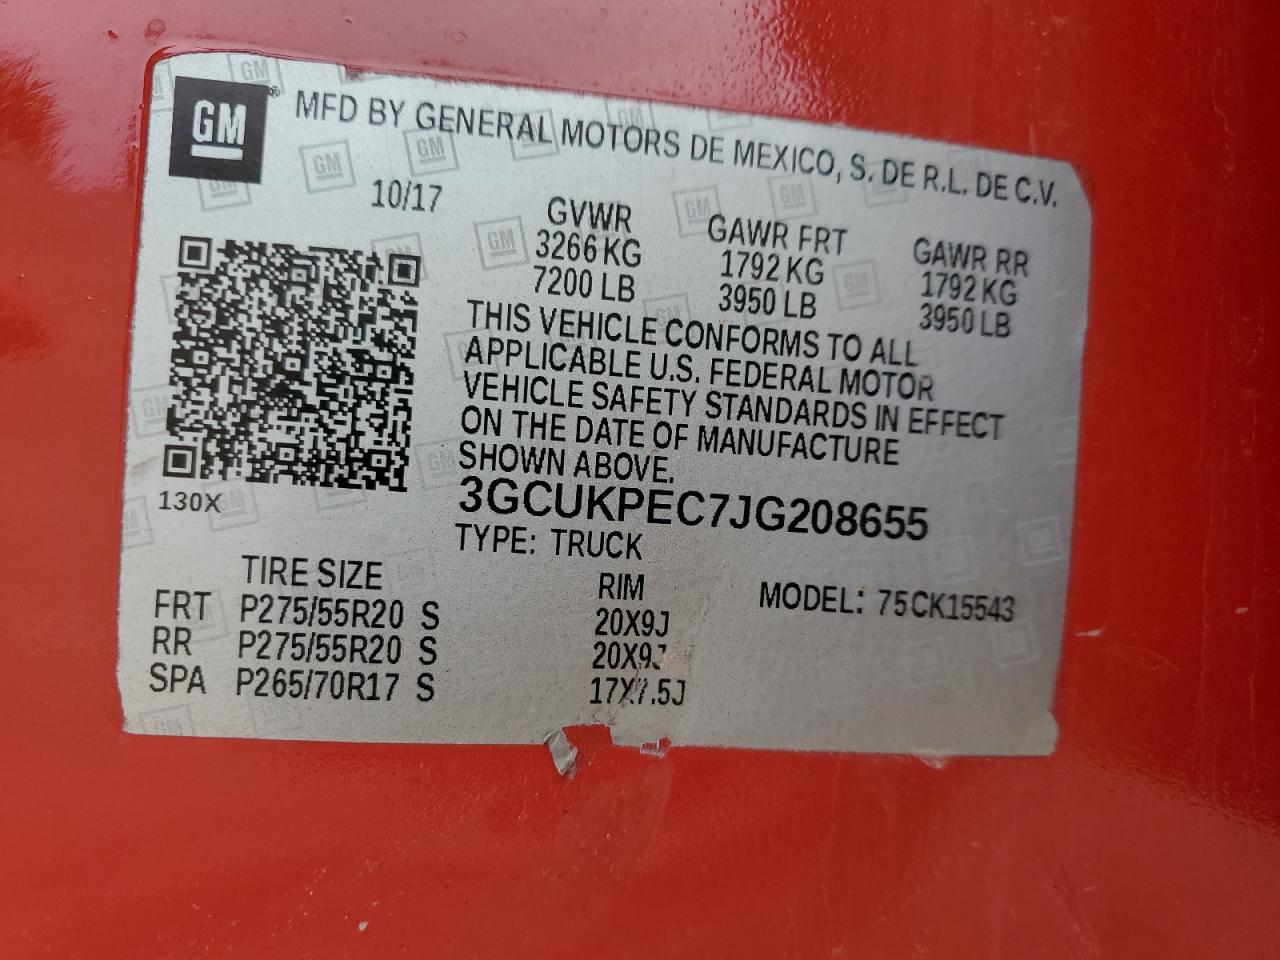 GM ® MFD BY GENERAL MOTORS DE MEXICO, S. DE R.L. DE C.V.
10/17
GVWR GAWR FRT GAWR RR
3266 KG 1792 KG 1792 KG
7200 LB 3950 LB 3950 LB
THIS VEHICLE CONFORMS TO ALL
APPLICABLE U.S. FEDERAL MOTOR
VEHICLE SAFETY STANDARDS IN EFFECT
ON THE DATE OF MANUFACTURE
SHOWN ABOVE.
130X
3GCUKPEC7JG208655
TYPE: TRUCK
TIRE SIZE RIM MODEL: 75CK15543
FRT P275/55R20 S 20X9J
RR P275/55R20 S 20X9J
SPA P265/70R17 S 17X7.5J